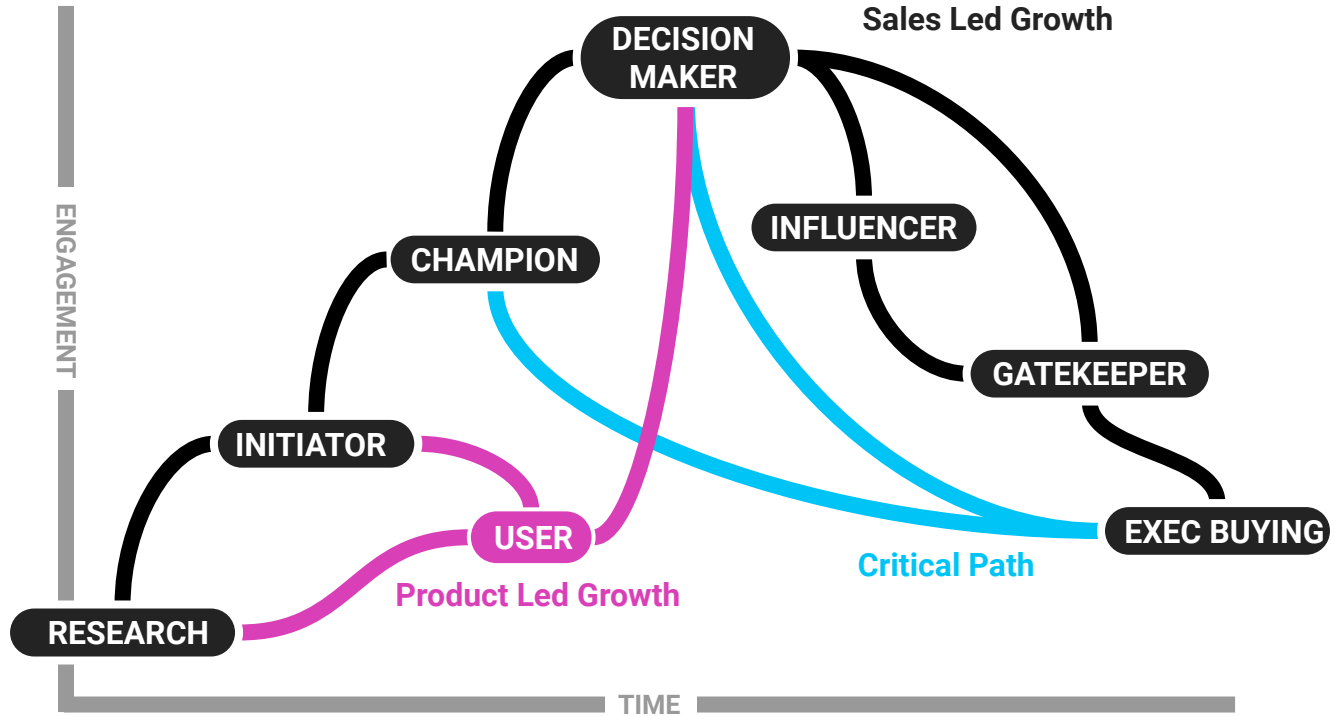 Sales Led Growth
DECISION
MAKER
ENGAGEMENT
INFLUENCER
CHAMPION
GATEKEEPER
INITIATOR
USER
EXEC BUYING
Critical Path
Product Led Growth
RESEARCH
TIME